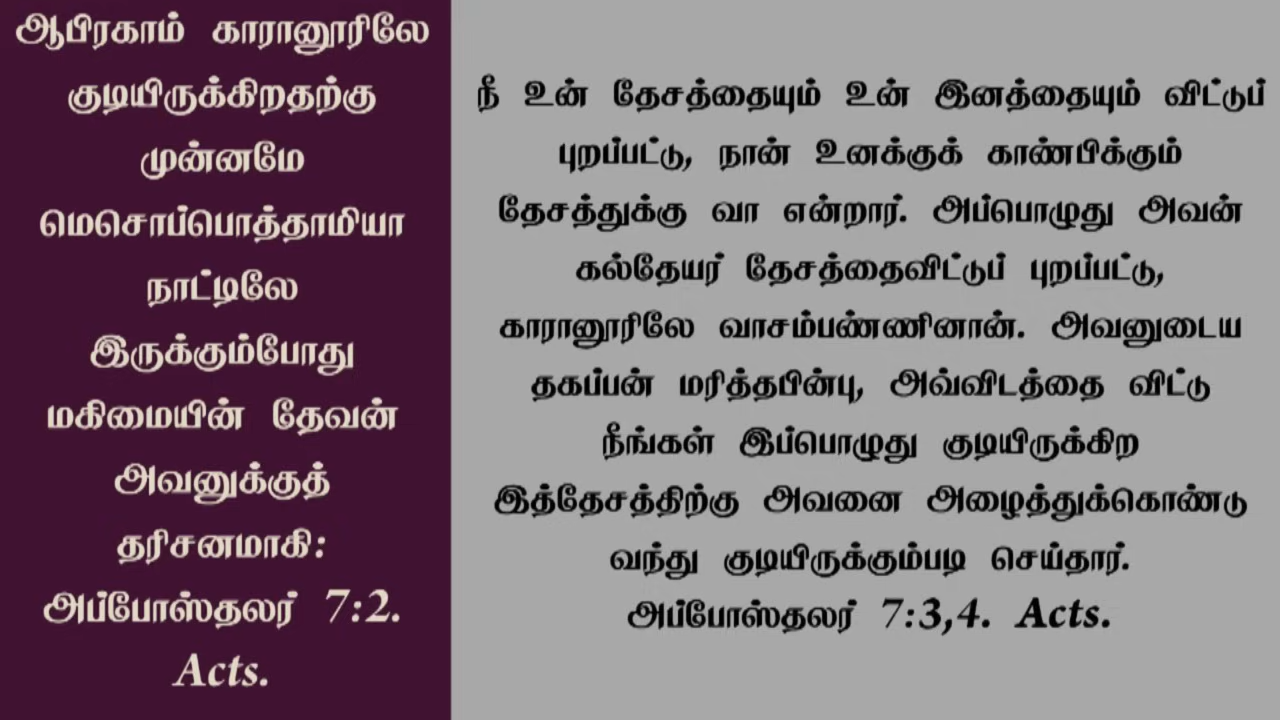 ஆபிரகாம் காரானூரிலே
குடியிருக்கிறதற்கு
முன்னமே
மெசொப்பொத்தாமியா
நாட்டிலே
இருக்கும்போது
மகிமையின் தேவன்
அவனுக்குத்
தரிசனமாகி:
அப்போஸ்தலர் 7:2.
Acts.
நீ உன் தேசத்தையும் உன் இனத்தையும் விட்டுப்
புறப்பட்டு, நான் உனக்குக் காண்பிக்கும்
தேசத்துக்கு வா என்றார். அப்பொழுது அவன்
கல்தேயர் தேசத்தைவிட்டுப் புறப்பட்டு,
காரானூரிலே வாசம்பண்ணினான். அவனுடைய
தகப்பன் மரித்தபின்பு, அவ்விடத்தை விட்டு
நீங்கள் இப்பொழுது குடியிருக்கிற
இத்தேசத்திற்கு அவனை அழைத்துக்கொண்டு
வந்து குடியிருக்கும்படி செய்தார்.
அப்போஸ்தலர் 7:3,4. Acts.